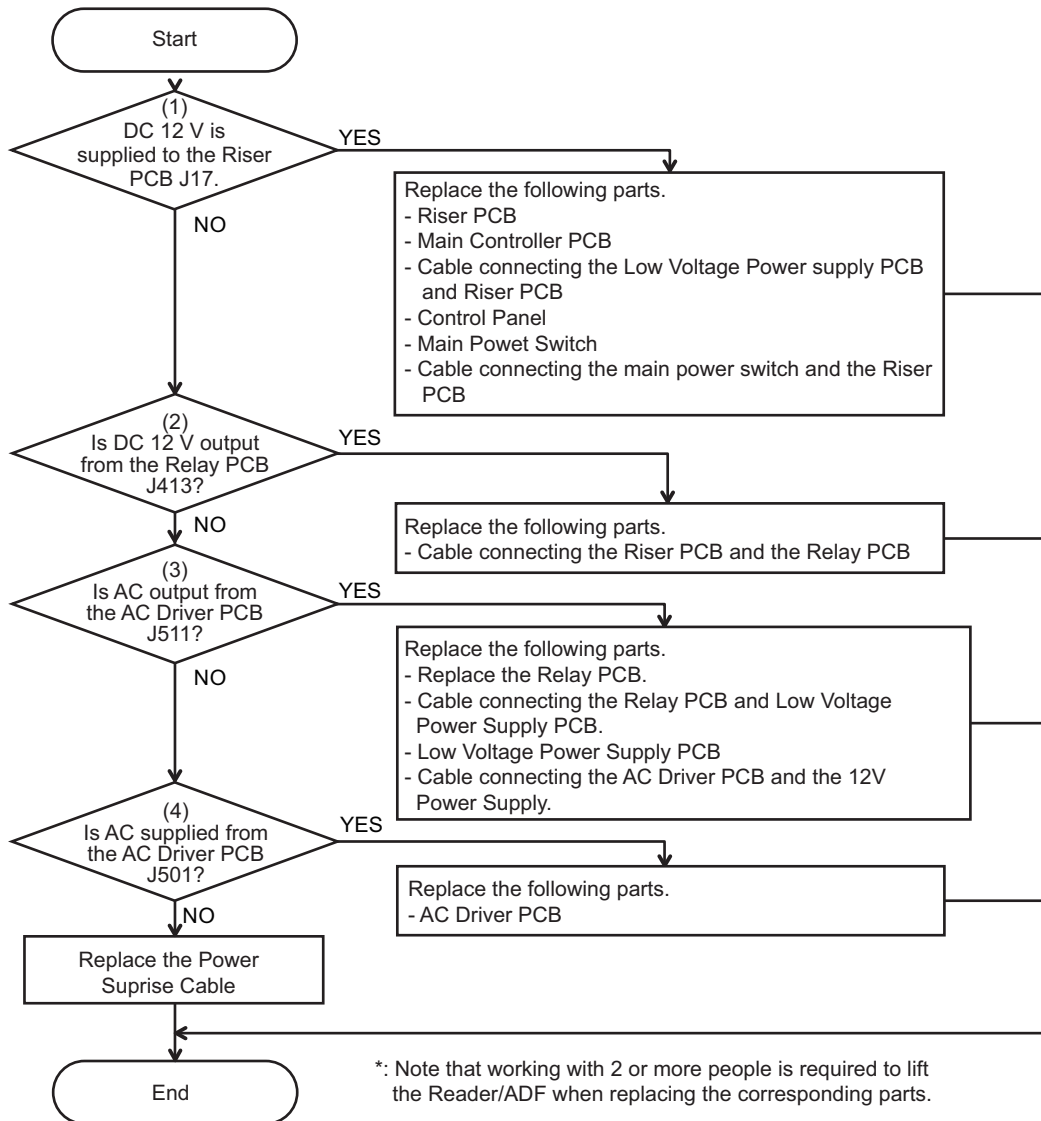 Start
(1)
DC 12 V is
supplied to the Riser
PCB J17.
YES
NO
Replace the following parts.
- Riser PCB
- Main Controller PCB
- Cable connecting the Low Voltage Power supply PCB
and Riser PCB
- Control Panel
- Main Powet Switch
- Cable connecting the main power switch and the Riser
PCB
(2)
Is DC 12 V output
from the Relay PCB
J413?
YES
NO
Replace the following parts.
- Cable connecting the Riser PCB and the Relay PCB
(3)
Is AC output from
the AC Driver PCB
J511?
YES
NO
Replace the following parts.
- Replace the Relay PCB.
- Cable connecting the Relay PCB and Low Voltage
Power Supply PCB.
- Low Voltage Power Supply PCB
- Cable connecting the AC Driver PCB and the 12V
Power Supply.
(4)
Is AC supplied from
the AC Driver PCB
J501?
YES
NO
Replace the following parts.
- AC Driver PCB
Replace the Power
Suprise Cable
End
*: Note that working with 2 or more people is required to lift
the Reader/ADF when replacing the corresponding parts.